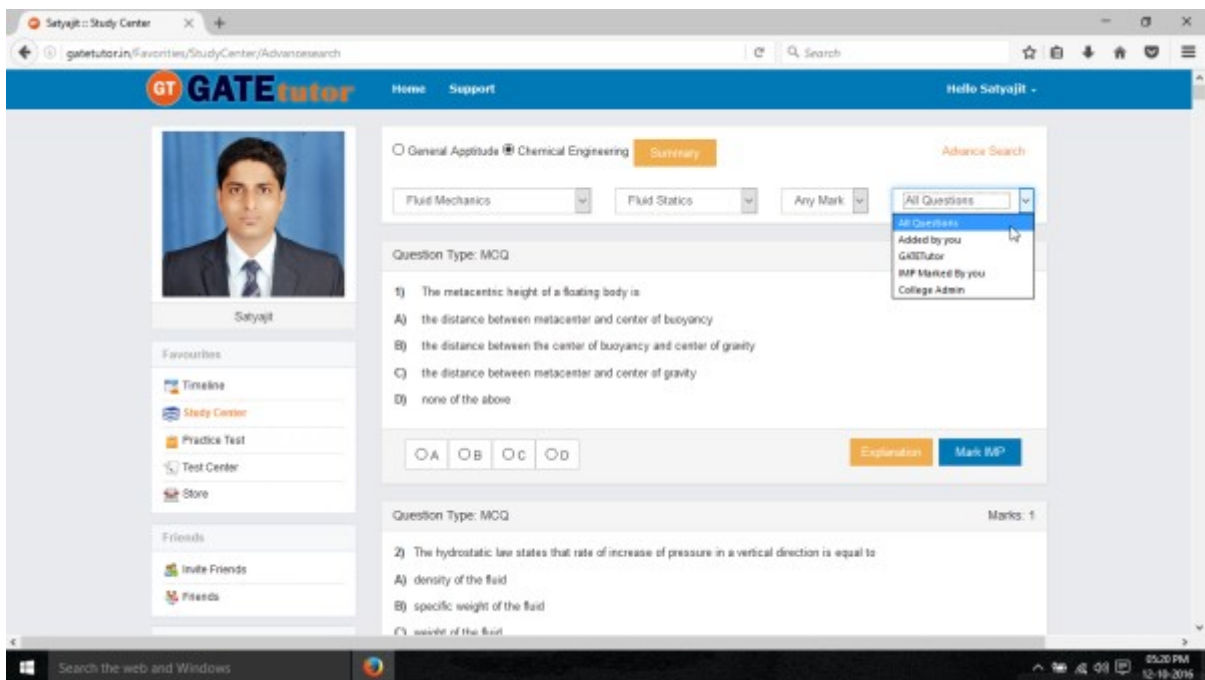 Satyajit :: Study Center
gatetutor.in/Favorities/StudyCenter/Advancesearch
Search
GT GATEtutor
Home Support Hello Satyajit
General Apptitude Chemical Engineering Summary Advance Search
Fluid Mechanics Fluid Statics Any Mark All Questions
All Questions
Added by you
GATETutor
IMP Marked By you
College Admin
Question Type: MCQ
1) The metacentric height of a floating body is
A) the distance between metacenter and center of buoyancy
B) the distance between the center of buoyancy and center of gravity
C) the distance between metacenter and center of gravity
D) none of the above
A B C D Explanation Mark IMP
Question Type: MCQ Marks: 1
2) The hydrostatic law states that rate of increase of pressure in a vertical direction is equal to
A) density of the fluid
B) specific weight of the fluid
C) weight of the fluid
Satyajit
Favourites
Timeline
Study Center
Practice Test
Test Center
Store
Friends
Invite Friends
Friends
Search the web and Windows
05:20 PM
12-10-2016